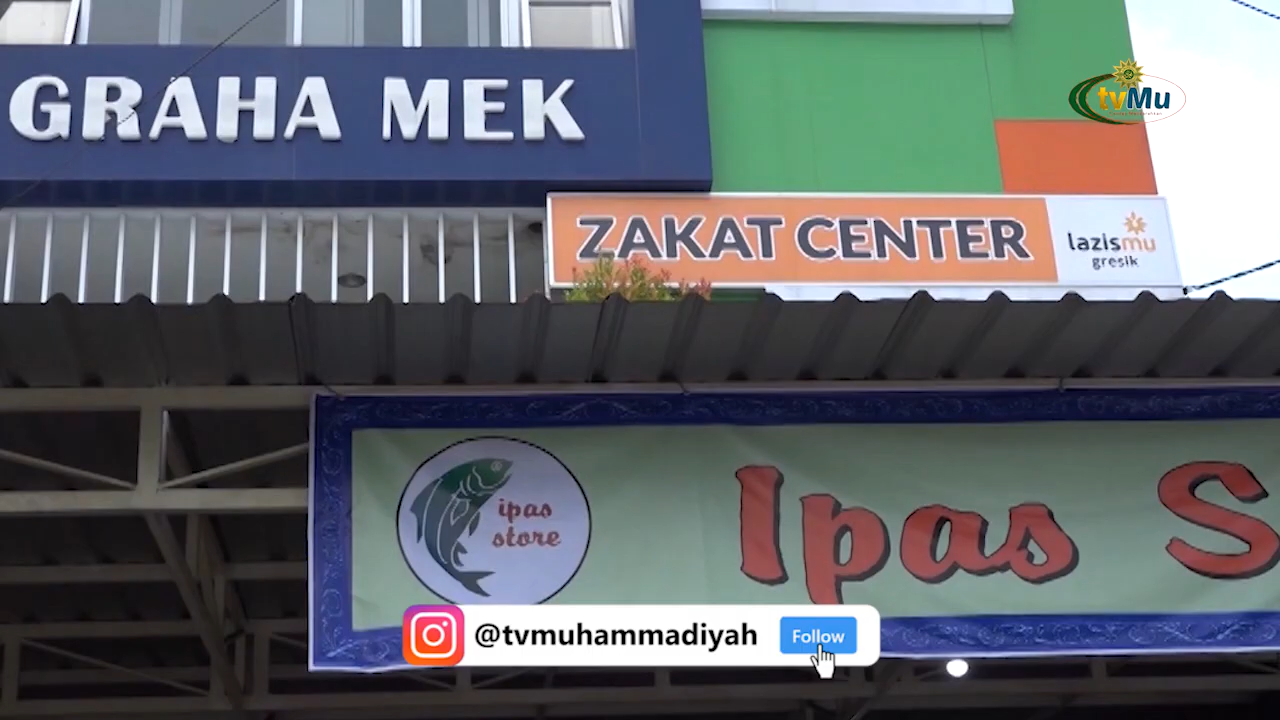 GRAHA MEK
tvMu
ZAKAT CENTER
lazismu
gresik
ipas
store
Ipas S
@tvmuhammadiyah
Follow